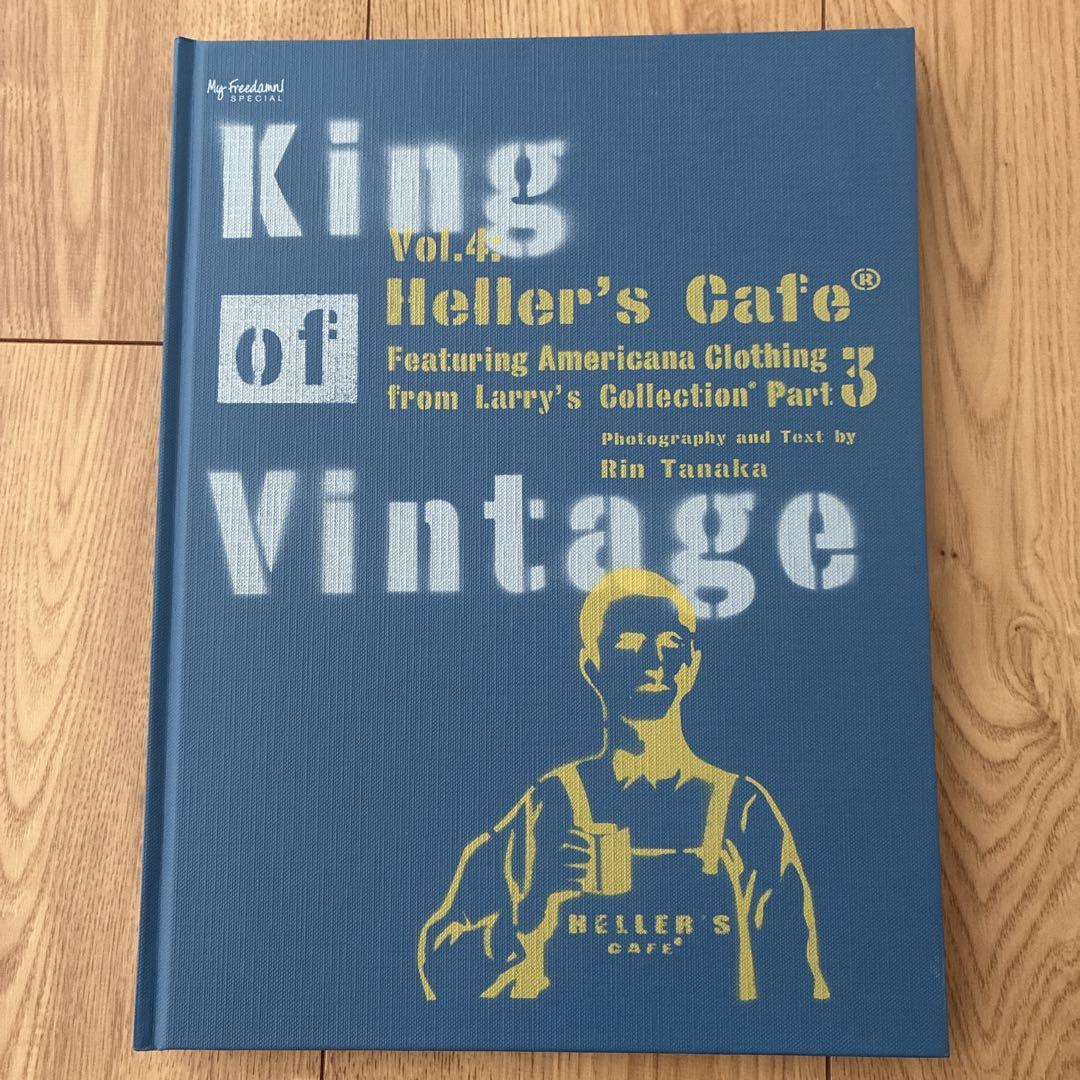 My Freedamn!
SPECIAL
King
Vol.4:
Heller's Cafe®
of
Featuring Americana Clothing
from Larry's Collection® Part 3
Photography and Text by
Rin Tanaka
Vintage
HELLER'S
CAFE®